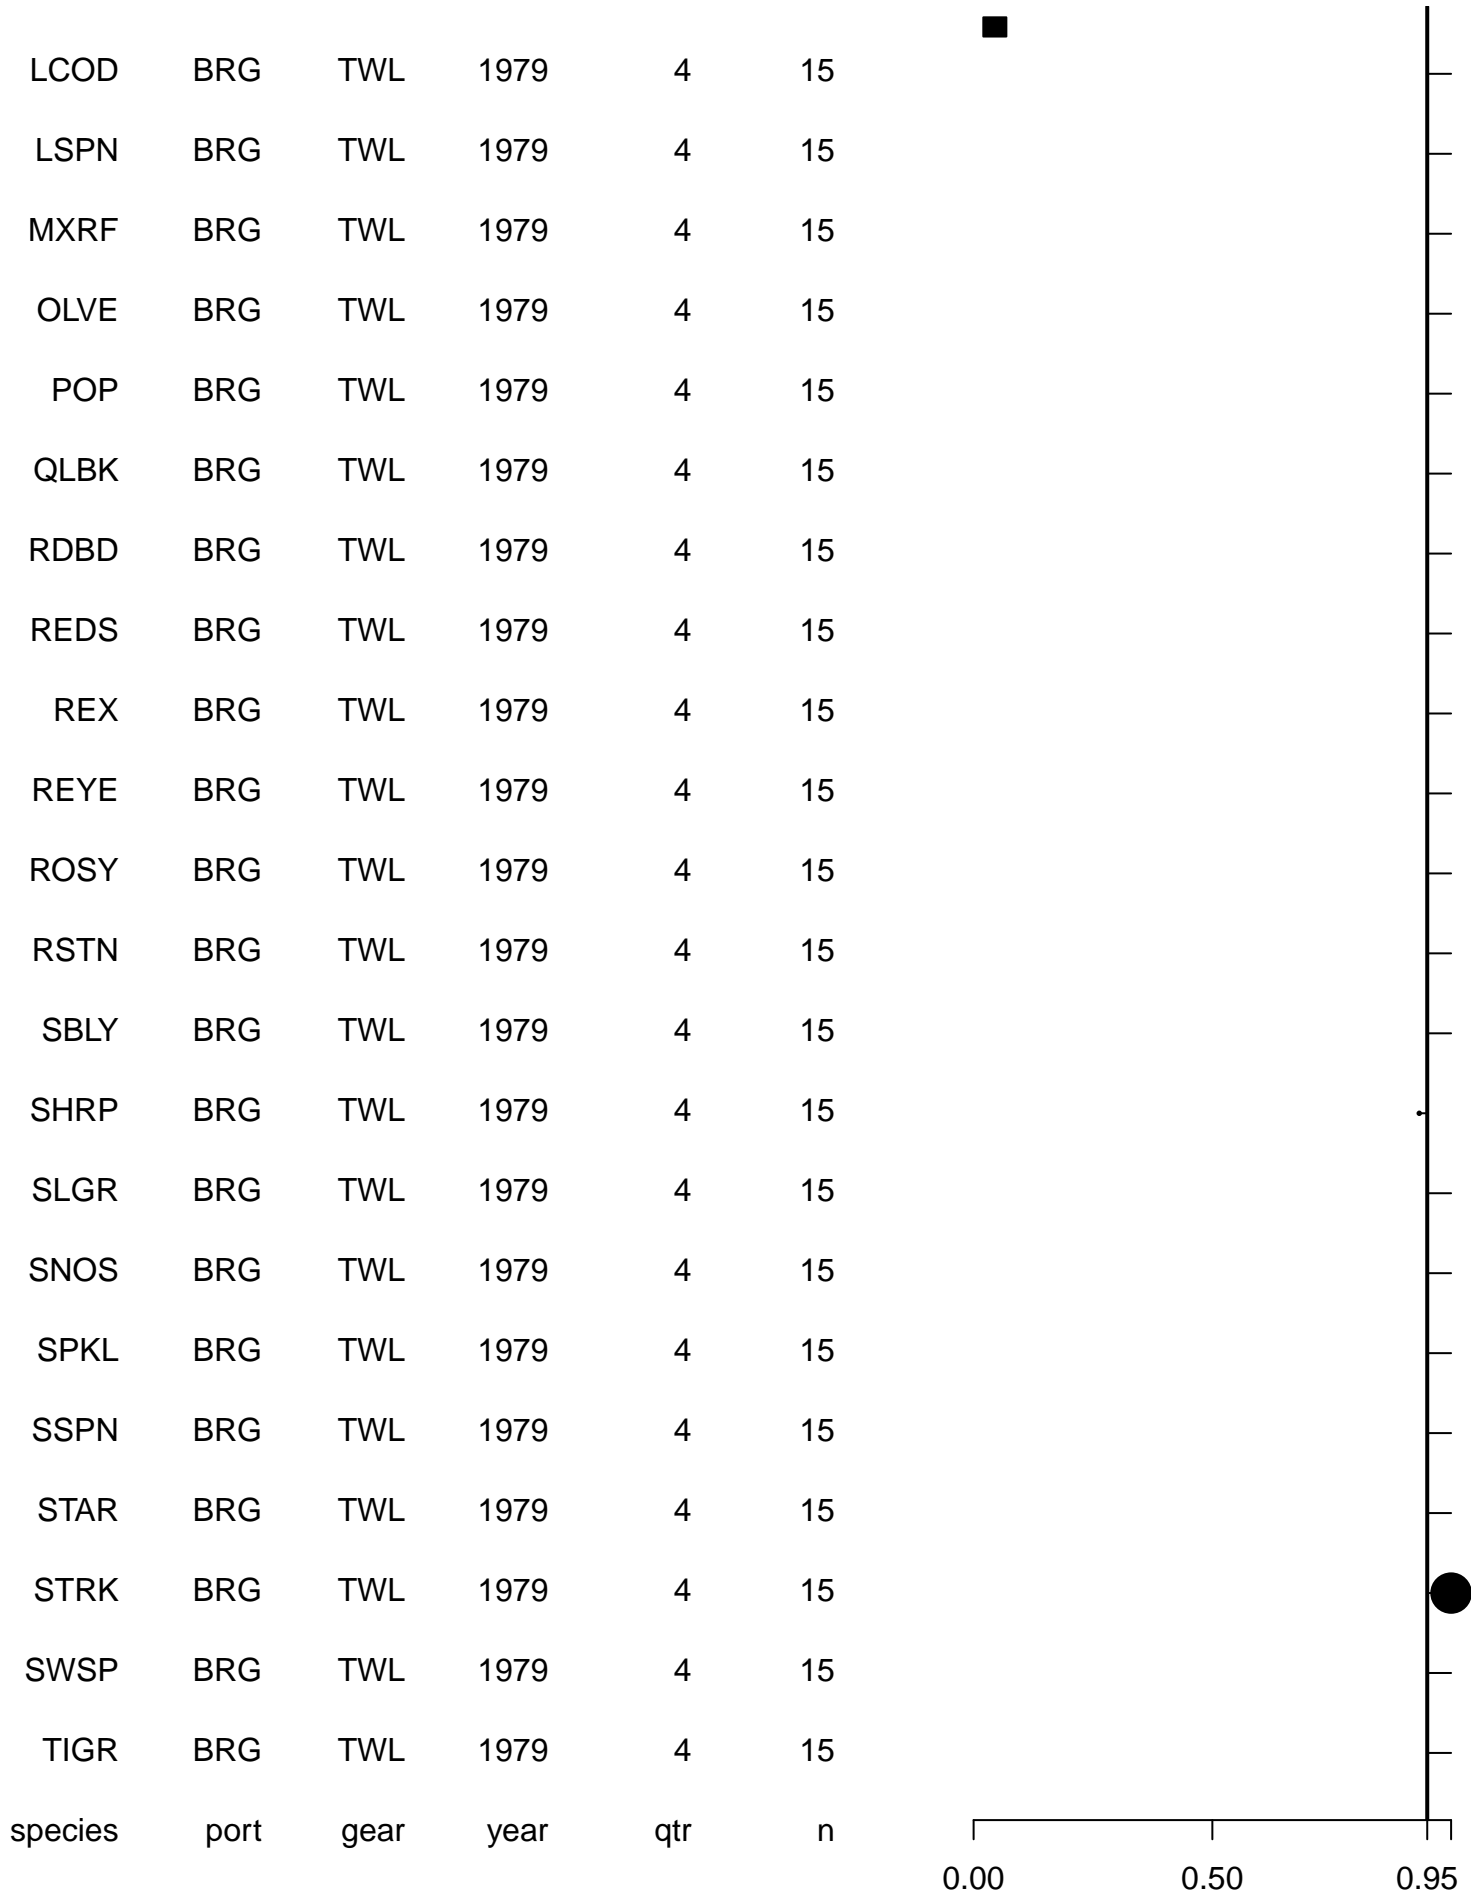 LCOD BRG TWL 1979 4 15
LSPN BRG TWL 1979 4 15
MXRF BRG TWL 1979 4 15
OLVE BRG TWL 1979 4 15
POP BRG TWL 1979 4 15
QLBK BRG TWL 1979 4 15
RDBD BRG TWL 1979 4 15
REDS BRG TWL 1979 4 15
REX BRG TWL 1979 4 15
REYE BRG TWL 1979 4 15
ROSY BRG TWL 1979 4 15
RSTN BRG TWL 1979 4 15
SBLY BRG TWL 1979 4 15
SHRP BRG TWL 1979 4 15
SLGR BRG TWL 1979 4 15
SNOS BRG TWL 1979 4 15
SPKL BRG TWL 1979 4 15
SSPN BRG TWL 1979 4 15
STAR BRG TWL 1979 4 15
STRK BRG TWL 1979 4 15
SWSP BRG TWL 1979 4 15
TIGR BRG TWL 1979 4 15
species port gear year qtr n
0.00 0.50 0.95